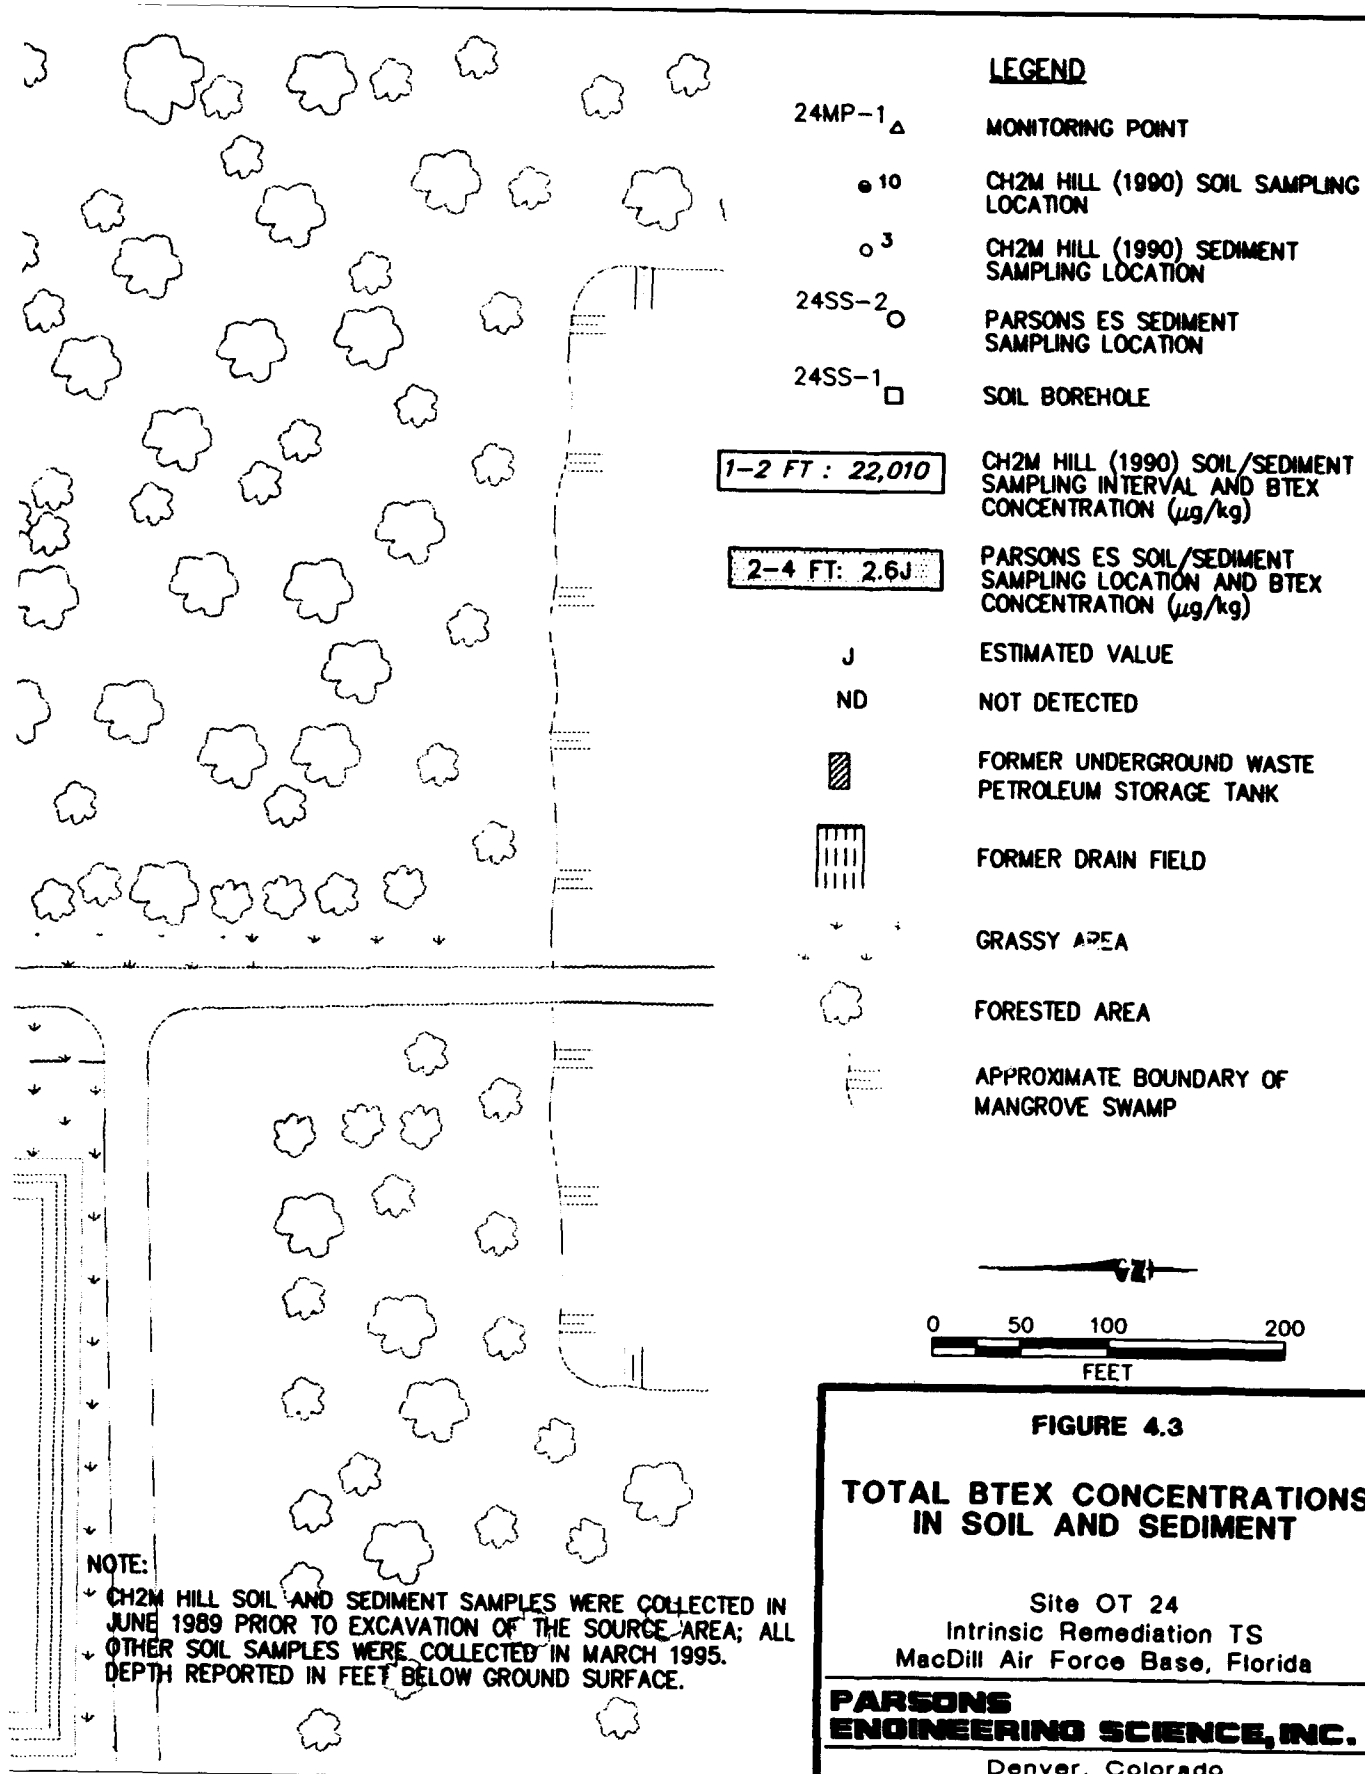 LEGEND
24MP-1
MONITORING POINT
10
CH2M HILL (1990) SOIL SAMPLING
LOCATION
3
CH2M HILL (1990) SEDIMENT
SAMPLING LOCATION
24SS-2
PARSONS ES SEDIMENT
SAMPLING LOCATION
24SS-1
SOIL BOREHOLE
1-2 FT : 22,010
CH2M HILL (1990) SOIL/SEDIMENT
SAMPLING INTERVAL AND BTEX
CONCENTRATION (µg/kg)
2-4 FT: 2.6J
PARSONS ES SOIL/SEDIMENT
SAMPLING LOCATION AND BTEX
CONCENTRATION (µg/kg)
J
ESTIMATED VALUE
ND
NOT DETECTED
FORMER UNDERGROUND WASTE
PETROLEUM STORAGE TANK
FORMER DRAIN FIELD
GRASSY AREA
FORESTED AREA
APPROXIMATE BOUNDARY OF
MANGROVE SWAMP
0 50 100 200
FEET
FIGURE 4.3
TOTAL BTEX CONCENTRATIONS
IN SOIL AND SEDIMENT
Site OT 24
Intrinsic Remediation TS
MacDill Air Force Base, Florida
PARSONS
ENGINEERING SCIENCE, INC.
Denver, Colorado
NOTE:
CH2M HILL SOIL AND SEDIMENT SAMPLES WERE COLLECTED IN
JUNE 1989 PRIOR TO EXCAVATION OF THE SOURCE AREA; ALL
OTHER SOIL SAMPLES WERE COLLECTED IN MARCH 1995.
DEPTH REPORTED IN FEET BELOW GROUND SURFACE.